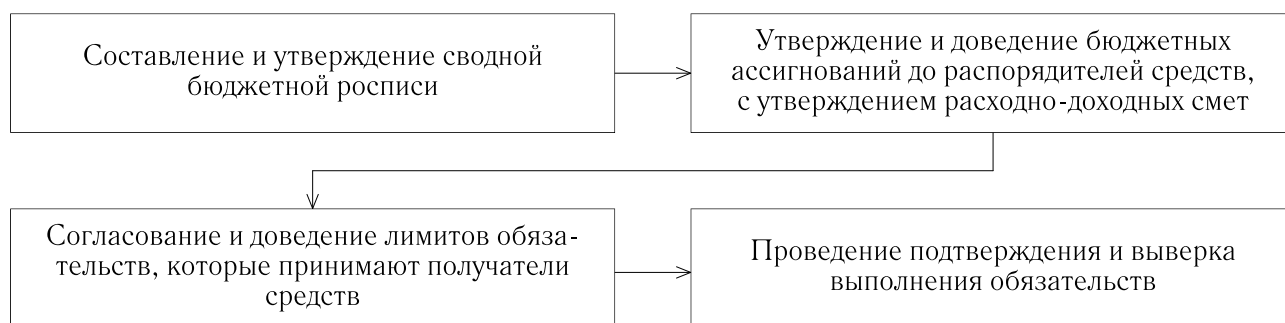 Составление и утверждение сводной
бюджетной росписи
Утверждение и доведение бюджетных
ассигнований до распорядителей средств,
с утверждением расходно-доходных смет
Согласование и доведение лимитов обяза-
тельств, которые принимают получатели
средств
Проведение подтверждения и выверка
выполнения обязательств